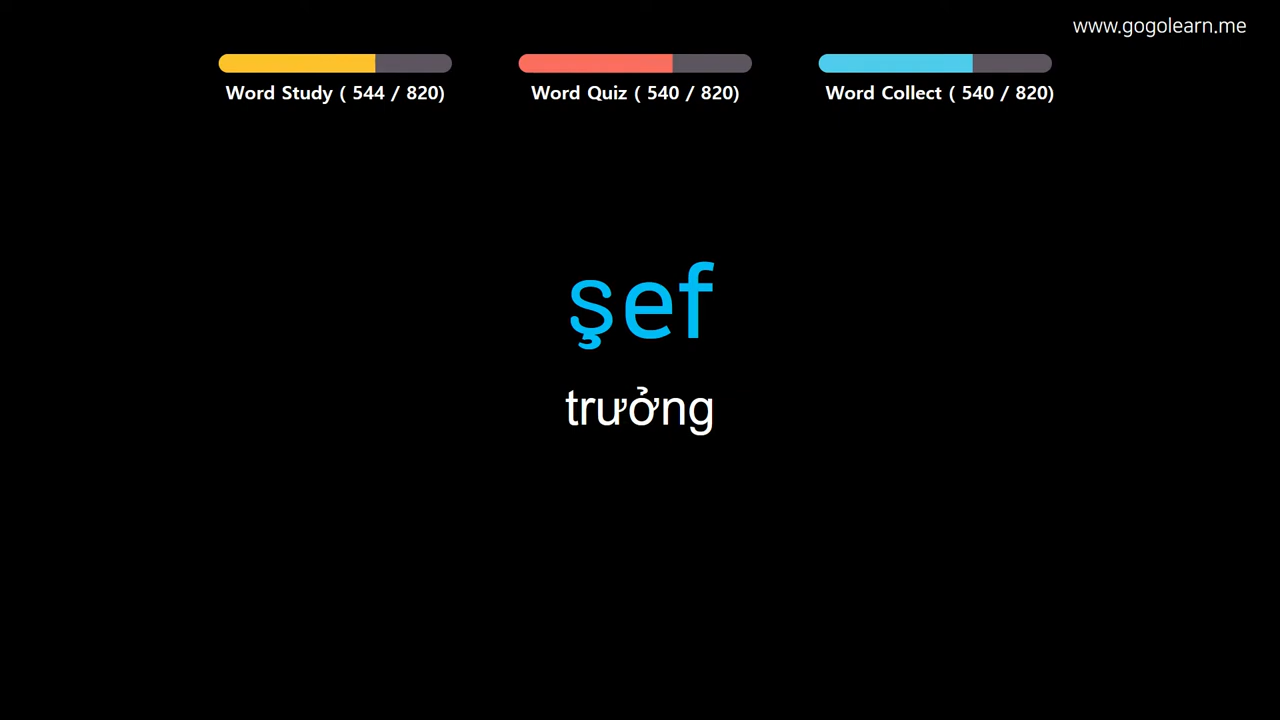 www.gogolearn.me
Word Study ( 544 / 820)
Word Quiz ( 540 / 820)
Word Collect ( 540 / 820)
şef
trưởng